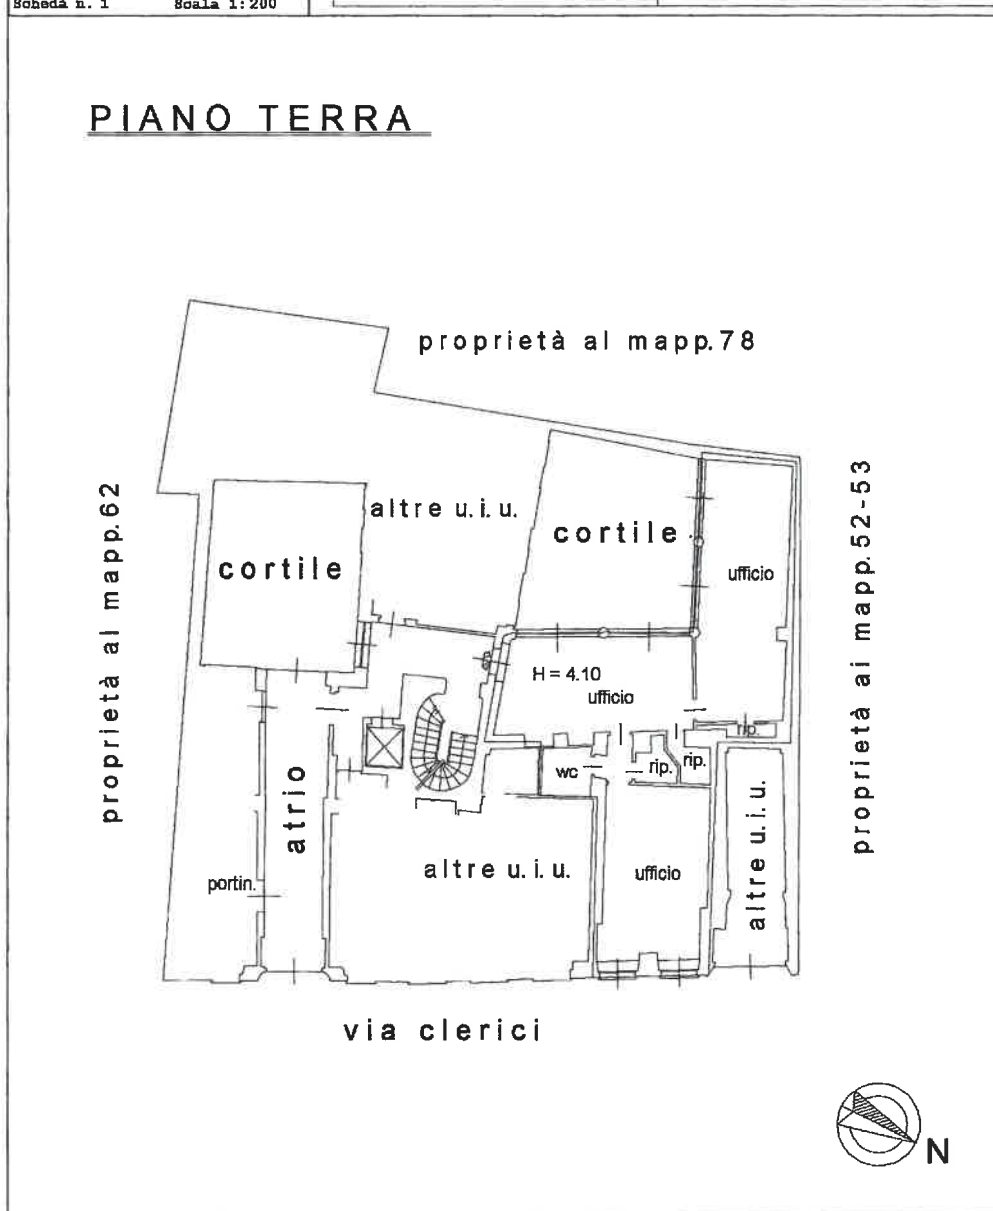 Scheda n. 1 Scala 1:200
PIANO TERRA
proprietà al mapp.78
proprietà al mapp.62
altre u.i.u.
cortile
cortile
proprietà ai mapp.52-53
ufficio
H = 4.10
ufficio
rip.
wc
rip.
rip.
atrio
altre u.i.u.
portin.
altre u.i.u.
ufficio
via clerici
N